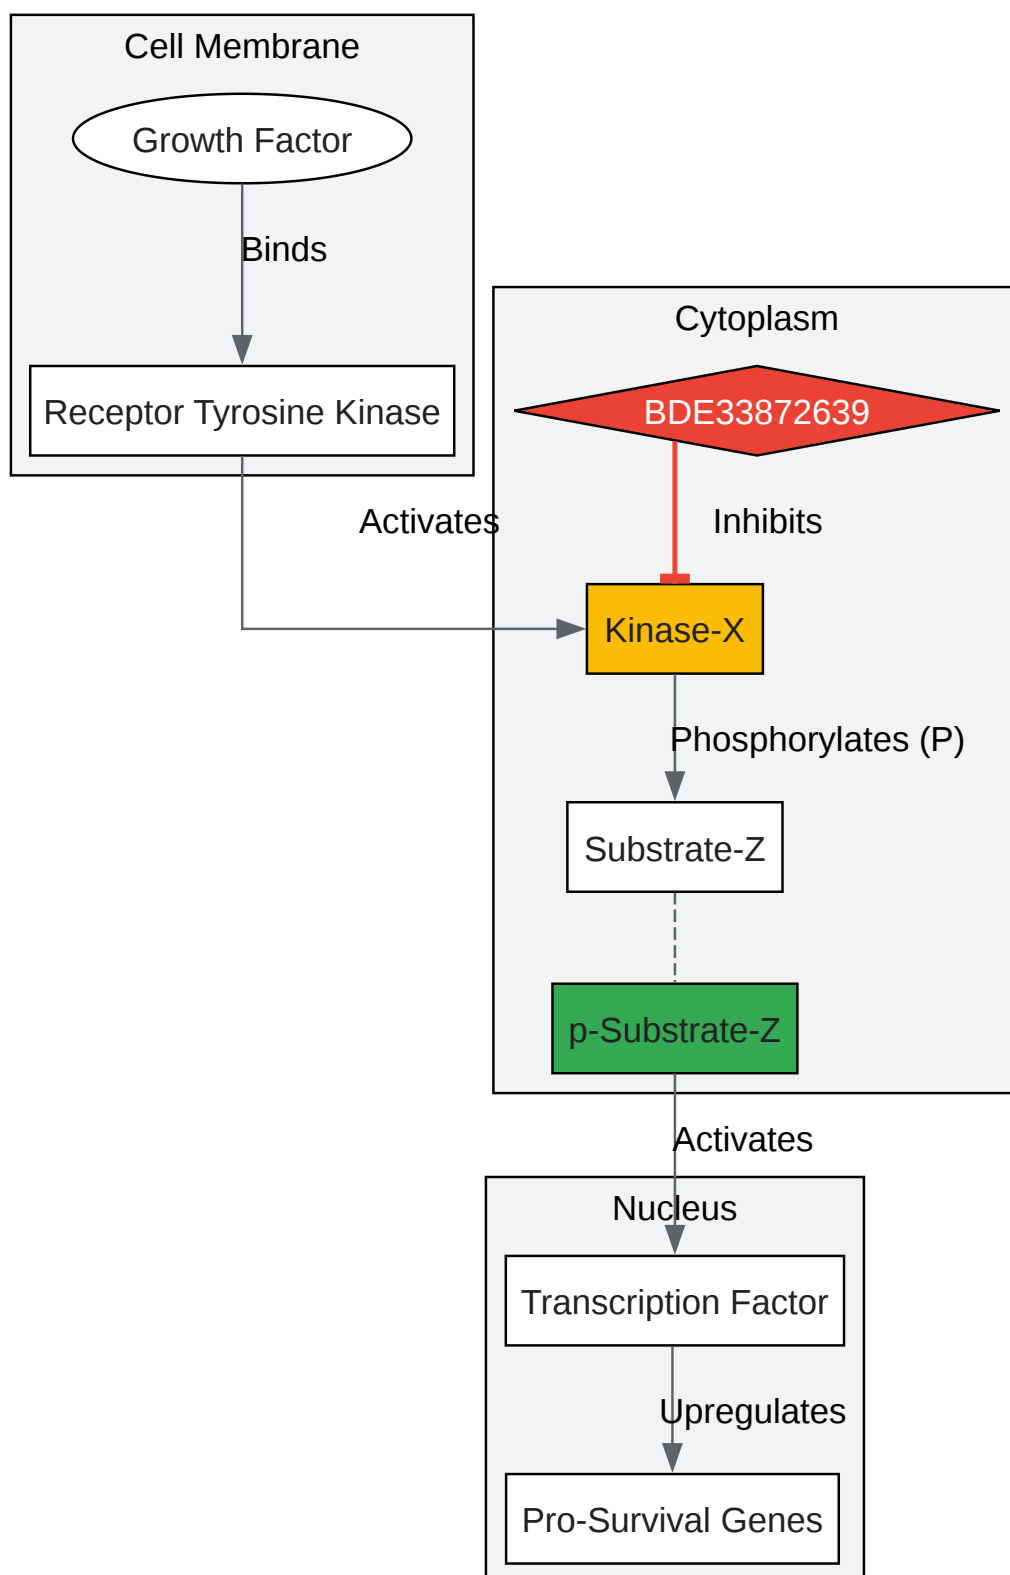 Cell Membrane
Growth Factor
Binds
Receptor Tyrosine Kinase
Activates
Cytoplasm
BDE33872639
Inhibits
Kinase-X
Phosphorylates (P)
Substrate-Z
p-Substrate-Z
Activates
Nucleus
Transcription Factor
Upregulates
Pro-Survival Genes